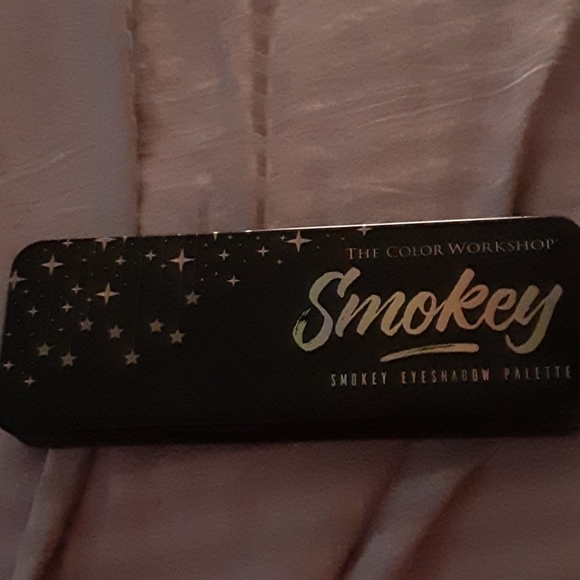 THE COLOR WORKSHOP
Smokey
SMOKEY EYESHADOW PALETTE